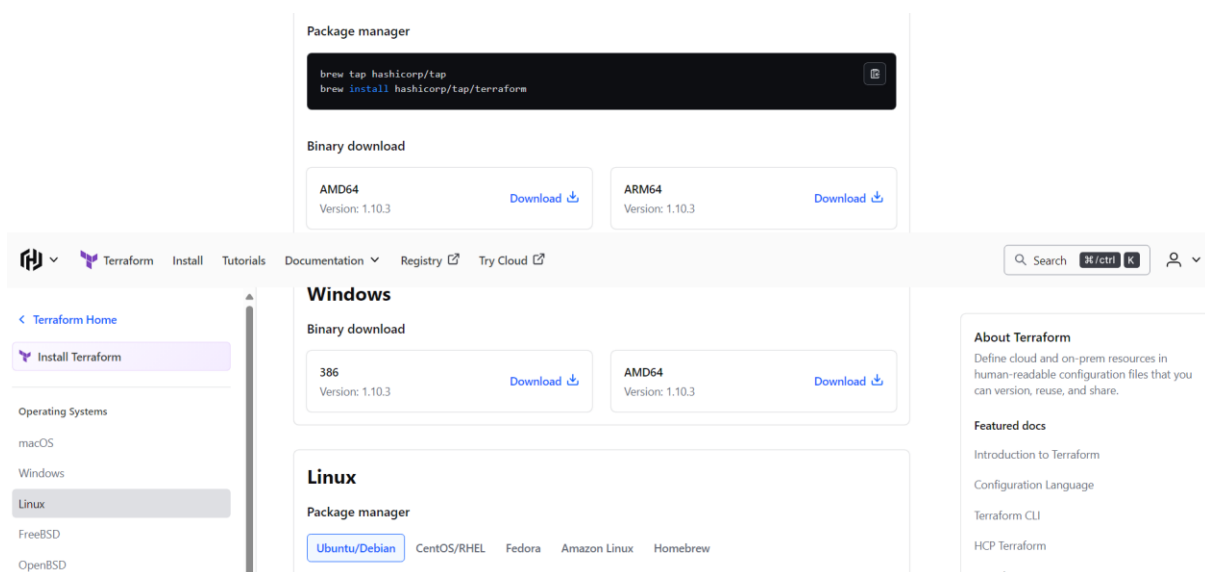 Package manager
brew tap hashicorp/tap
brew install hashicorp/tap/terraform
Binary download
AMD64
Version: 1.10.3
Download
ARM64
Version: 1.10.3
Download
Terraform Install Tutorials Documentation Registry Try Cloud
Search ⌘/ctrl K
Terraform Home
Install Terraform
Operating Systems
macOS
Windows
Linux
FreeBSD
OpenBSD
Windows
Binary download
386
Version: 1.10.3
Download
AMD64
Version: 1.10.3
Download
Linux
Package manager
Ubuntu/Debian CentOS/RHEL Fedora Amazon Linux Homebrew
About Terraform
Define cloud and on-prem resources in
human-readable configuration files that you
can version, reuse, and share.
Featured docs
Introduction to Terraform
Configuration Language
Terraform CLI
HCP Terraform